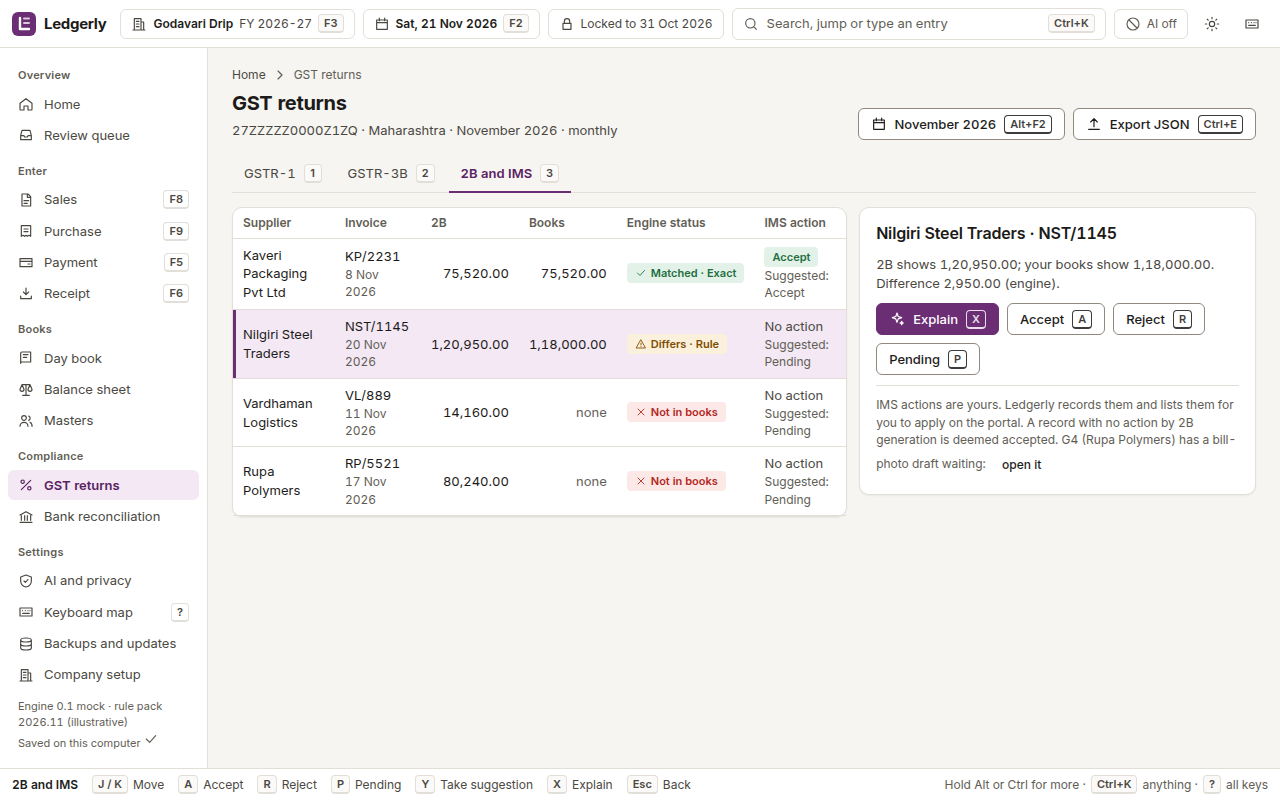 Ledgerly
Godavari Drip FY 2026-27 F3
Sat, 21 Nov 2026 F2
Locked to 31 Oct 2026
Search, jump or type an entry Ctrl+K
AI off
Overview
Home
Review queue
Enter
Sales F8
Purchase F9
Payment F5
Receipt F6
Books
Day book
Balance sheet
Masters
Compliance
GST returns
Bank reconciliation
Settings
AI and privacy
Keyboard map ?
Backups and updates
Company setup
Engine 0.1 mock · rule pack
2026.11 (illustrative)
Saved on this computer
Home > GST returns
GST returns
27ZZZZZ0000Z1ZQ · Maharashtra · November 2026 · monthly
November 2026 Alt+F2
Export JSON Ctrl+E
GSTR-1 1
GSTR-3B 2
2B and IMS 3
Supplier Invoice 2B Books Engine status IMS action
Kaveri Packaging Pvt Ltd KP/2231 8 Nov 2026 75,520.00 75,520.00 Matched · Exact Accept Suggested: Accept
Nilgiri Steel Traders NST/1145 20 Nov 2026 1,20,950.00 1,18,000.00 Differs · Rule No action Suggested: Pending
Vardhaman Logistics VL/889 11 Nov 2026 14,160.00 none Not in books No action Suggested: Pending
Rupa Polymers RP/5521 17 Nov 2026 80,240.00 none Not in books No action Suggested: Pending
Nilgiri Steel Traders · NST/1145
2B shows 1,20,950.00; your books show 1,18,000.00.
Difference 2,950.00 (engine).
Explain X
Accept A
Reject R
Pending P
IMS actions are yours. Ledgerly records them and lists them for
you to apply on the portal. A record with no action by 2B
generation is deemed accepted. G4 (Rupa Polymers) has a bill-
photo draft waiting: open it
2B and IMS J / K Move A Accept R Reject P Pending Y Take suggestion X Explain Esc Back
Hold Alt or Ctrl for more · Ctrl+K anything · ? all keys